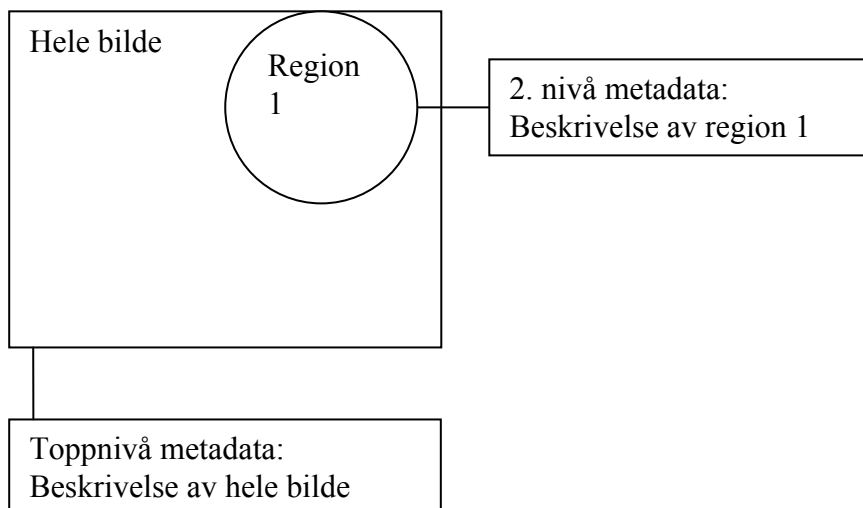 Hele bilde
Region
1
2. nivå metadata:
Beskrivelse av region 1
Toppnivå metadata:
Beskrivelse av hele bilde